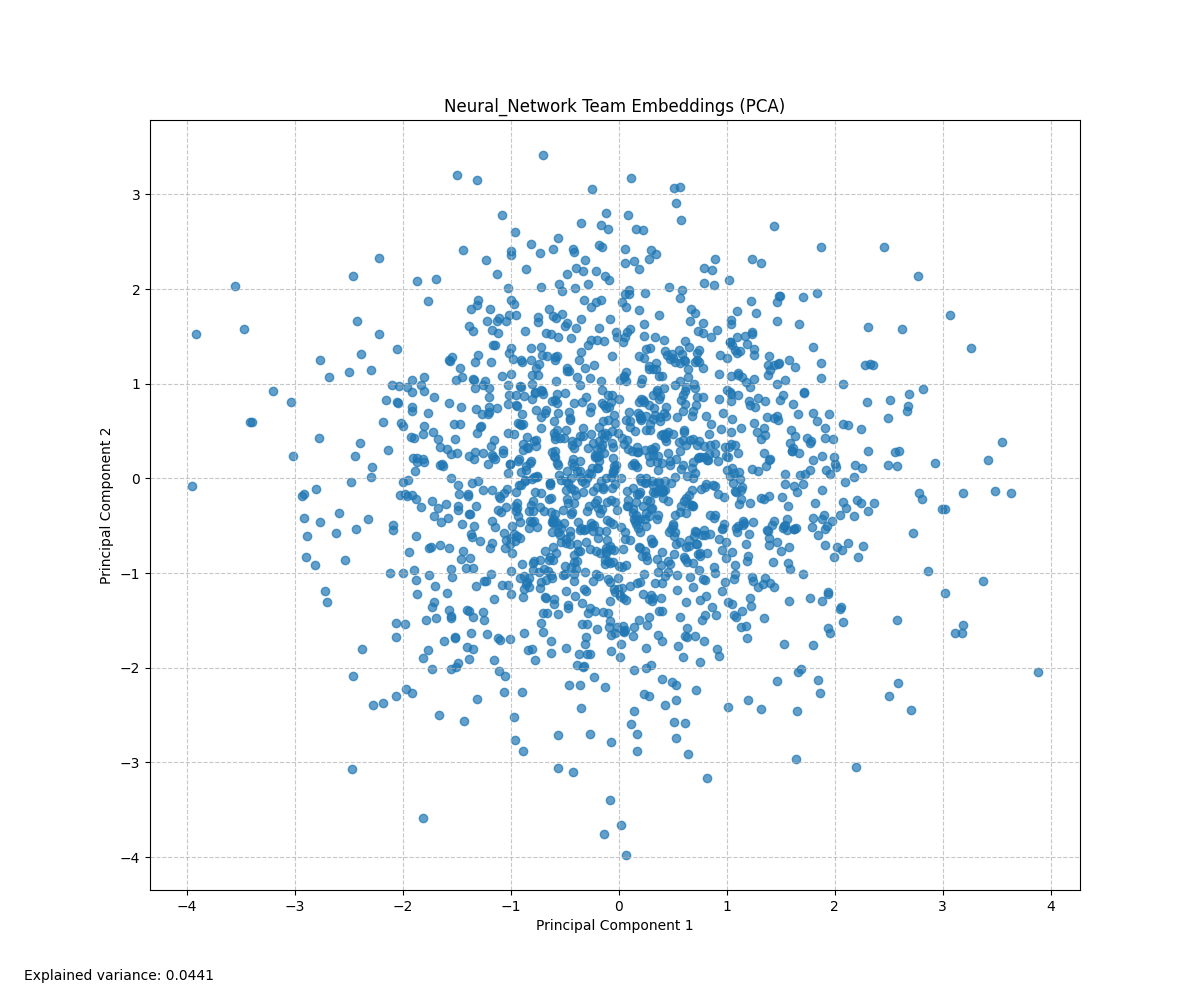 Neural_Network Team Embeddings (PCA)
3
2
1
0
−1
−2
−3
−4
Principal Component 2
−4 −3 −2 −1 0 1 2 3 4
Principal Component 1
Explained variance: 0.0441